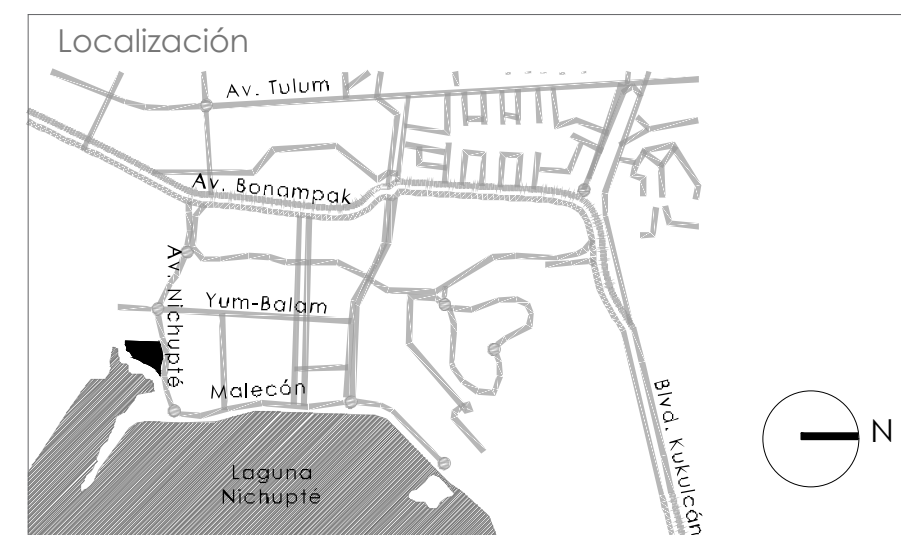 Localización
Av. Tulum
Av. Bonampak
Av. Nichupté
Yum-Balam
Malecón
Blvd. Kukulcán
N
Laguna
Nichupté